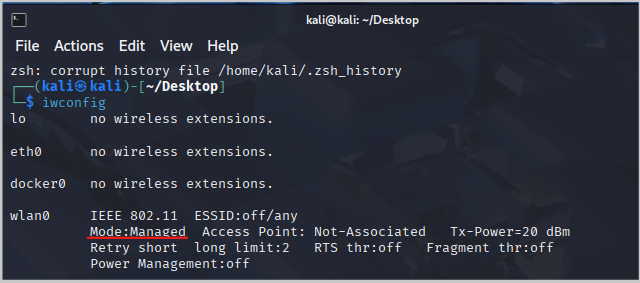 kali@kali: ~/Desktop
File Actions Edit View Help
zsh: corrupt history file /home/kali/.zsh_history
┌──(kali㉿kali)-[~/Desktop]
└─$ iwconfig
lo        no wireless extensions.
eth0      no wireless extensions.
docker0   no wireless extensions.
wlan0     IEEE 802.11  ESSID:off/any
          Mode:Managed  Access Point: Not-Associated   Tx-Power=20 dBm
          Retry short  long limit:2   RTS thr:off   Fragment thr:off
          Power Management:off